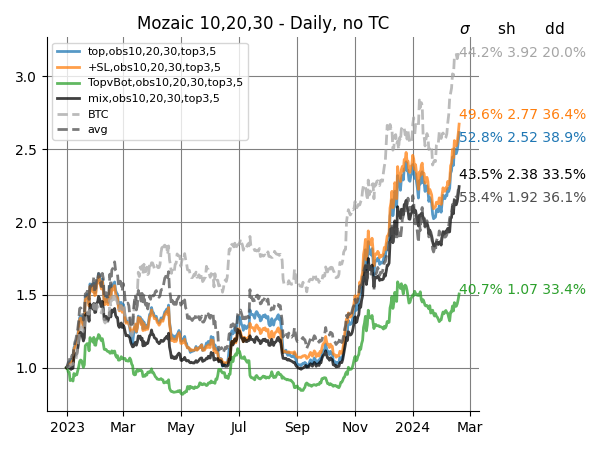 Mozaic 10,20,30 - Daily, no TC
σ sh dd
top,obs10,20,30,top3,5
+SL,obs10,20,30,top3,5
TopvBot,obs10,20,30,top3,5
mix,obs10,20,30,top3,5
BTC
avg
44.2% 3.92 20.0%
49.6% 2.77 36.4%
52.8% 2.52 38.9%
43.5% 2.38 33.5%
53.4% 1.92 36.1%
40.7% 1.07 33.4%
3.0
2.5
2.0
1.5
1.0
2023 Mar May Jul Sep Nov 2024 Mar